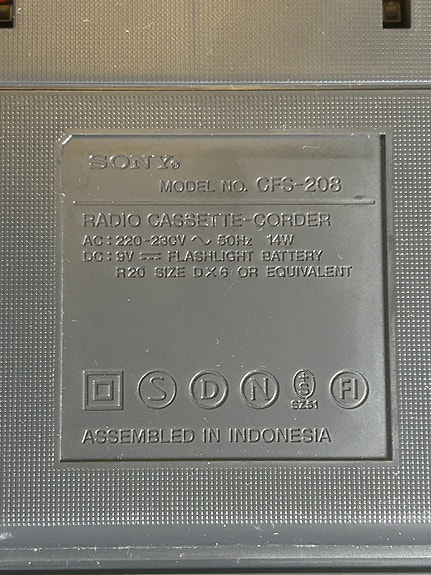 SONY®
MODEL NO. CFS-208
RADIO CASSETTE-CORDER
AC:220-230V ∿ 50Hz 14W
DC:9V ⎓ FLASHLIGHT BATTERY
R20 SIZE D×6 OR EQUIVALENT
S D N +S FI
SZ51
ASSEMBLED IN INDONESIA